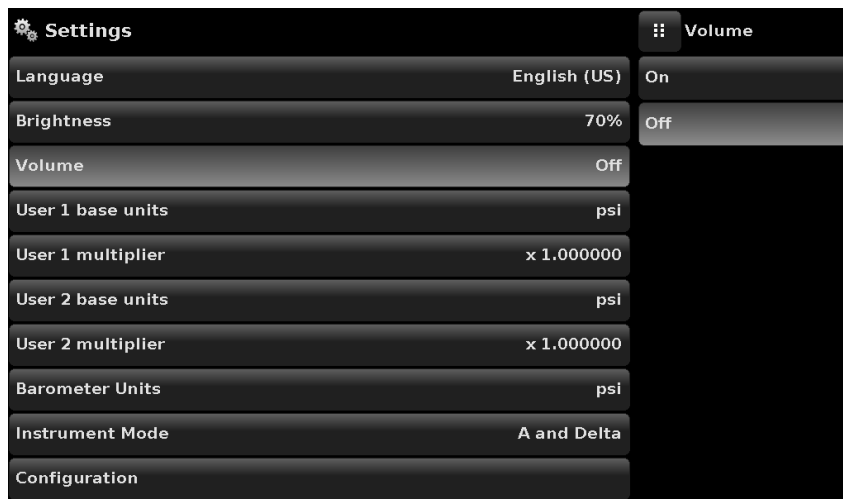 Settings
Language English (US)
Brightness 70%
Volume Off
User 1 base units psi
User 1 multiplier x 1.000000
User 2 base units psi
User 2 multiplier x 1.000000
Barometer Units psi
Instrument Mode A and Delta
Configuration
Volume
On
Off